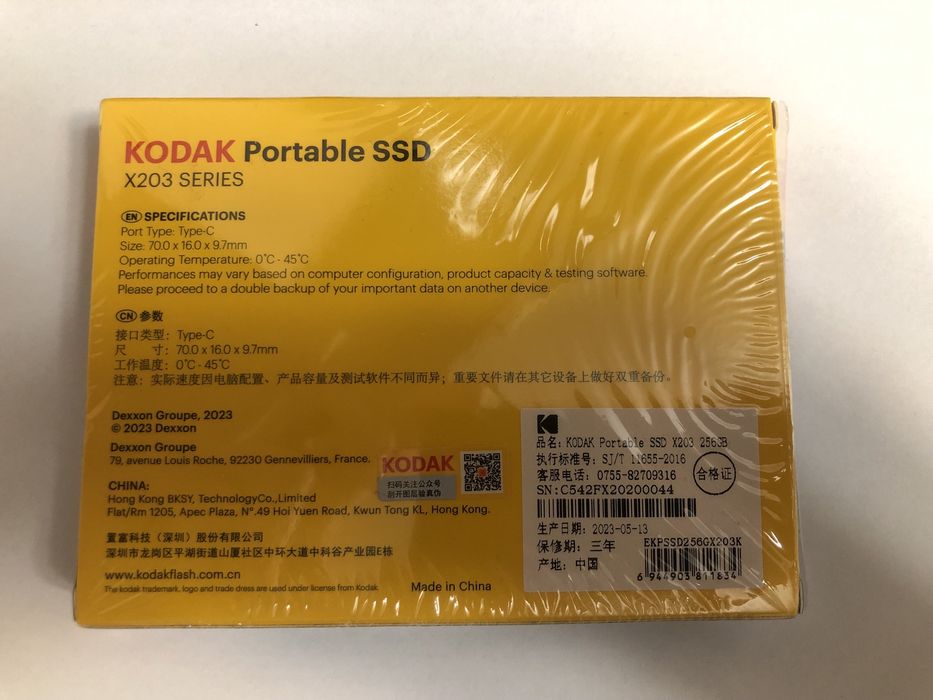 KODAK Portable SSD
X203 SERIES
EN SPECIFICATIONS
Port Type: Type-C
Size: 70.0 x 16.0 x 9.7mm
Operating Temperature: 0°C - 45°C
Performances may vary based on computer configuration, product capacity & testing software.
Please proceed to a double backup of your important data on another device.
CN 参数
接口类型: Type-C
尺 寸: 70.0 x 16.0 x 9.7mm
工作温度: 0°C - 45°C
注意: 实际速度因电脑配置、产品容量及测试软件不同而异; 重要文件请在其它设备上做好双重备份。
Dexxon Groupe, 2023
© 2023 Dexxon
Dexxon Groupe
79, avenue Louis Roche, 92230 Gennevilliers, France.
CHINA:
Hong Kong BKSY, TechnologyCo.,Limited
Flat/Rm 1205, Apec Plaza, N°.49 Hoi Yuen Road, Kwun Tong KL, Hong Kong.
置富科技（深圳）股份有限公司
深圳市龙岗区平湖街道山厦社区中环大道中科谷产业园E栋
www.kodakflash.com.cn
The kodak trademark, logo and trade dress are used under license from Kodak.
Made in China
KODAK
扫码关注公众号
刮开图层验真伪
品名: KODAK Portable SSD X203 256GB
执行标准号: SJ/T 11655-2016
客服电话: 0755-82709316
合格证
SN:C542FX20200044
生产日期: 2023-05-13
保修期: 三年
产地: 中国
EKPSSD256GX203K
6 944903 811834